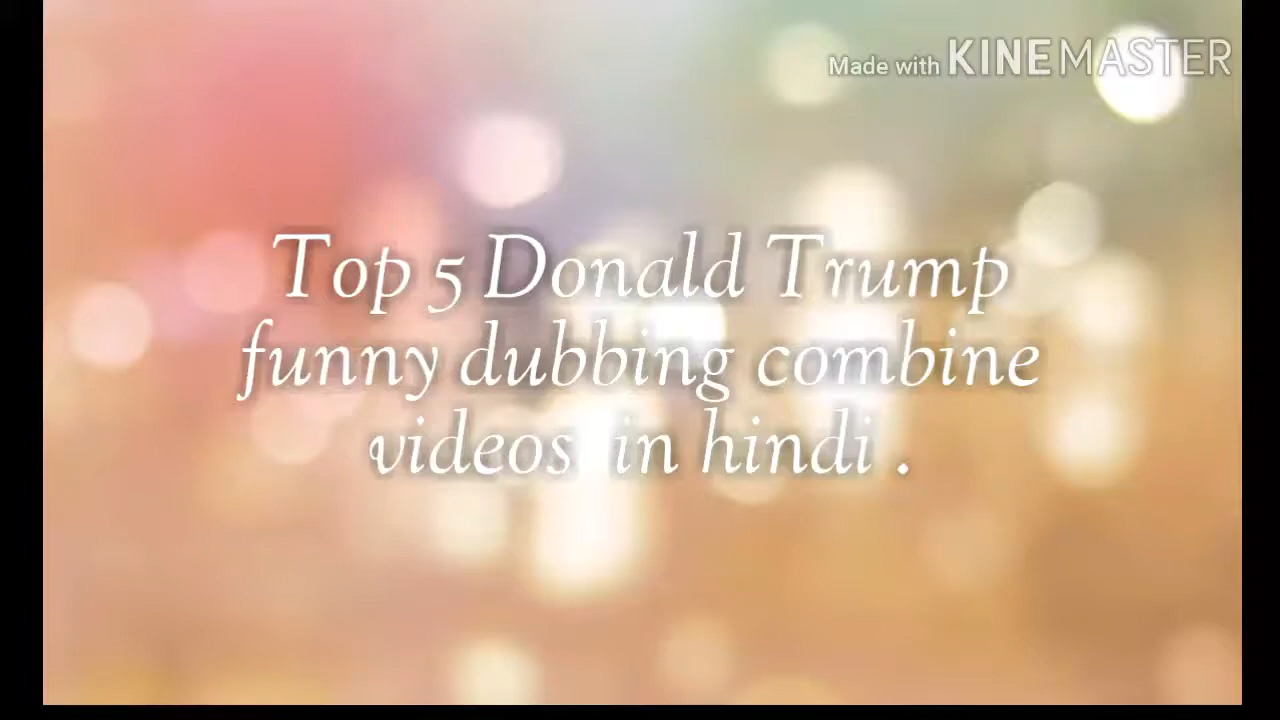 Made with KINEMASTER
Top 5 Donald Trump
funny dubbing combine
videos in hindi .